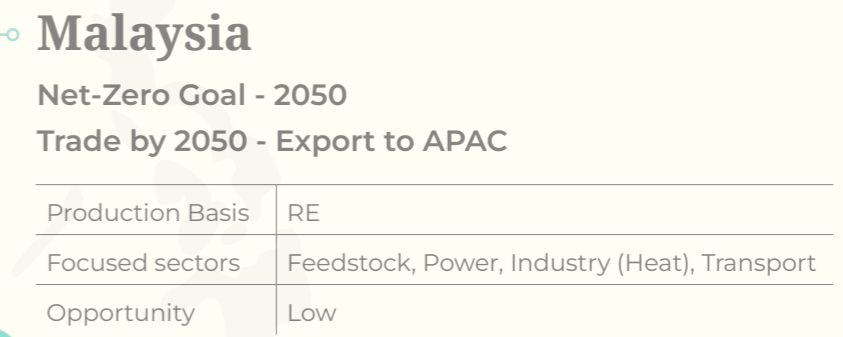 Malaysia
Net-Zero Goal - 2050
Trade by 2050 - Export to APAC
Production Basis RE
Focused sectors Feedstock, Power, Industry (Heat), Transport
Opportunity Low